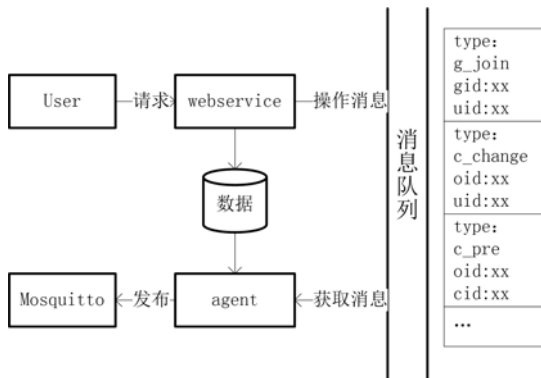 User
请求
webservice
操作消息
数据
Mosquitto
发布
agent
获取消息
消息队列
type:
g_join
gid:xx
uid:xx
type:
c_change
oid:xx
uid:xx
type:
c_pre
oid:xx
cid:xx
…